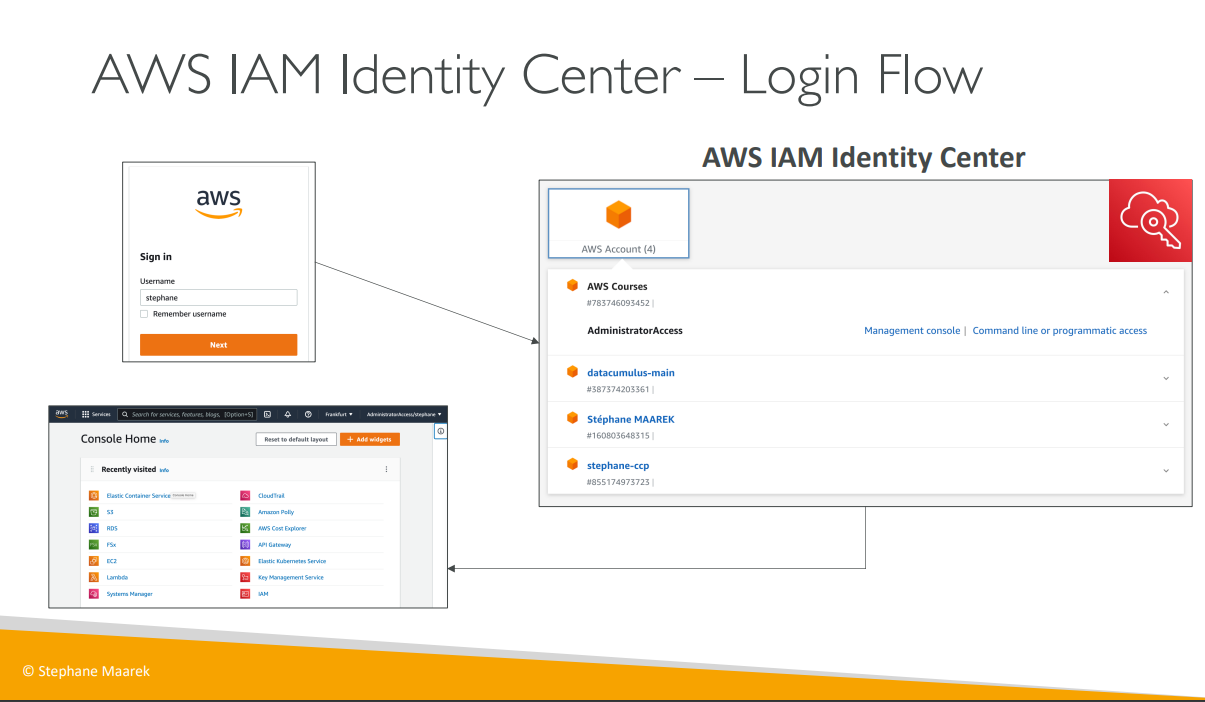 AWS IAM Identity Center – Login Flow
AWS IAM Identity Center
aws
Sign in
Username
stephane
Remember username
Next
AWS Account (4)
AWS Courses
#783746093452 |
AdministratorAccess
Management console | Command line or programmatic access
datacumulus-main
#387374203361 |
Stéphane MAAREK
#160803648315 |
stephane-ccp
#855174973723 |
aws Services Search for services, features, blogs, [Option+S] Frankfurt AdministratorAccess/stephane
Console Home Info
Reset to default layout
+ Add widgets
Recently visited Info
Elastic Container Service
CloudTrail
S3
Amazon Polly
RDS
AWS Cost Explorer
FSx
API Gateway
EC2
Elastic Kubernetes Service
Lambda
Key Management Service
Systems Manager
IAM
© Stephane Maarek